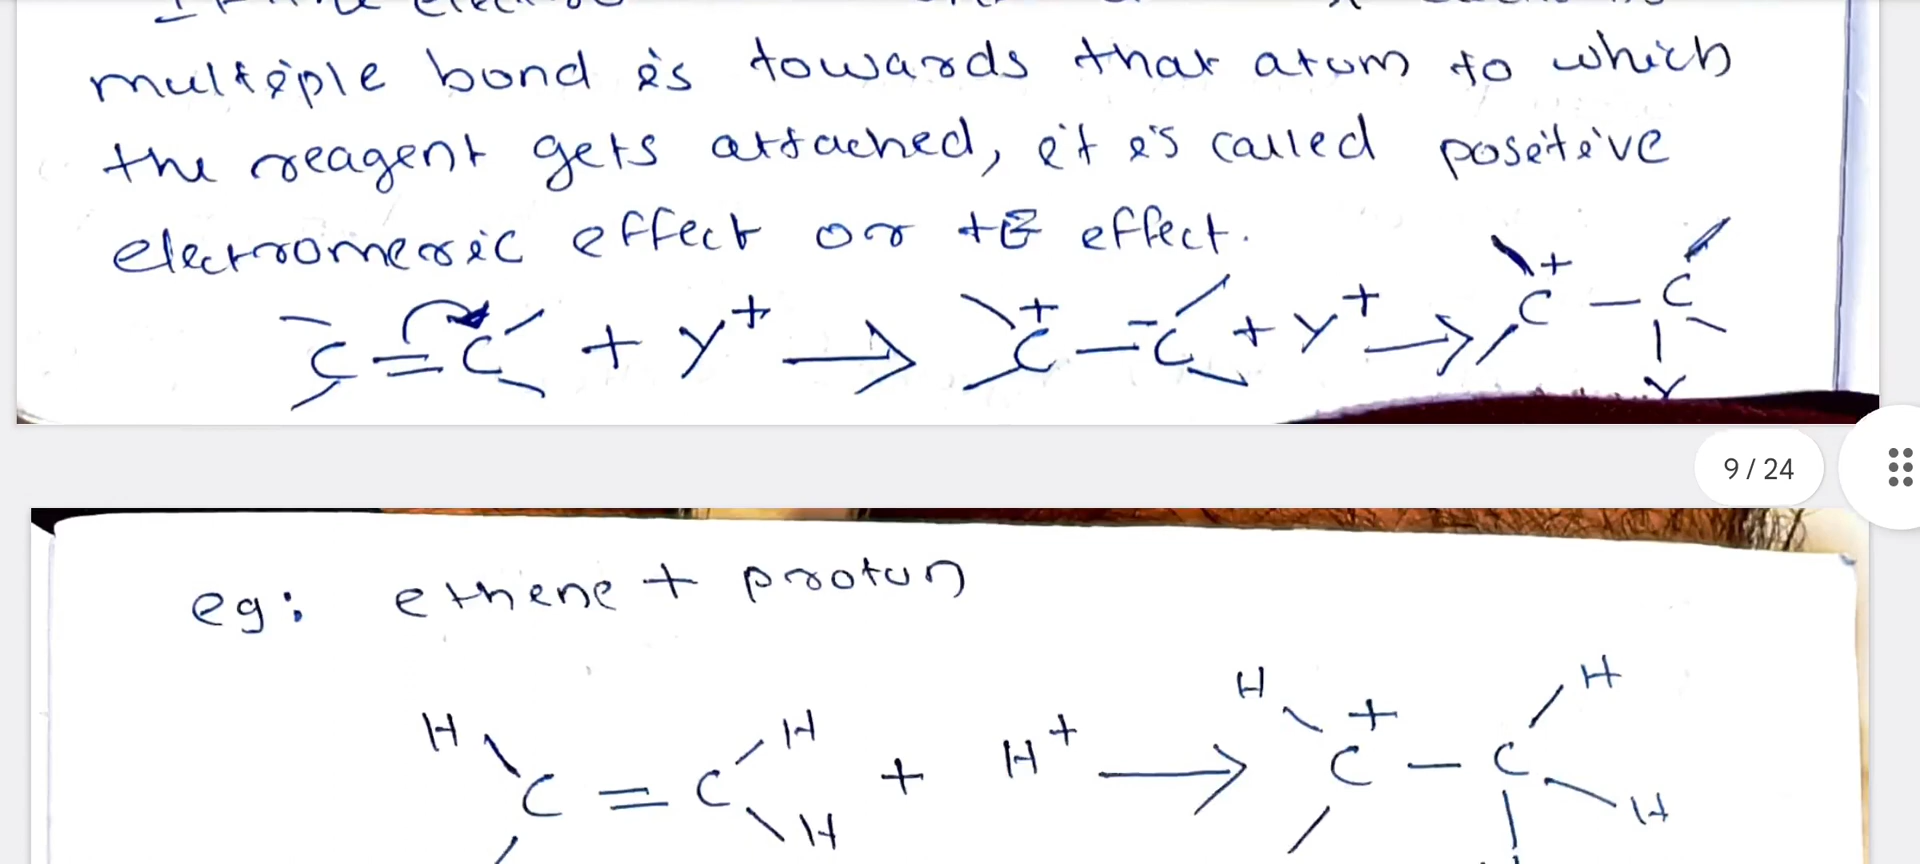 multiple bond is towards that atom to which
the reagent gets attached, it is called positive
electromeric effect or +E effect.
C = C + Y+ → C+ – C- + Y+ → C+ – C
Y
9 / 24
eg: ethene + proton
H H H H
C = C + H+ → C+ – C
H H